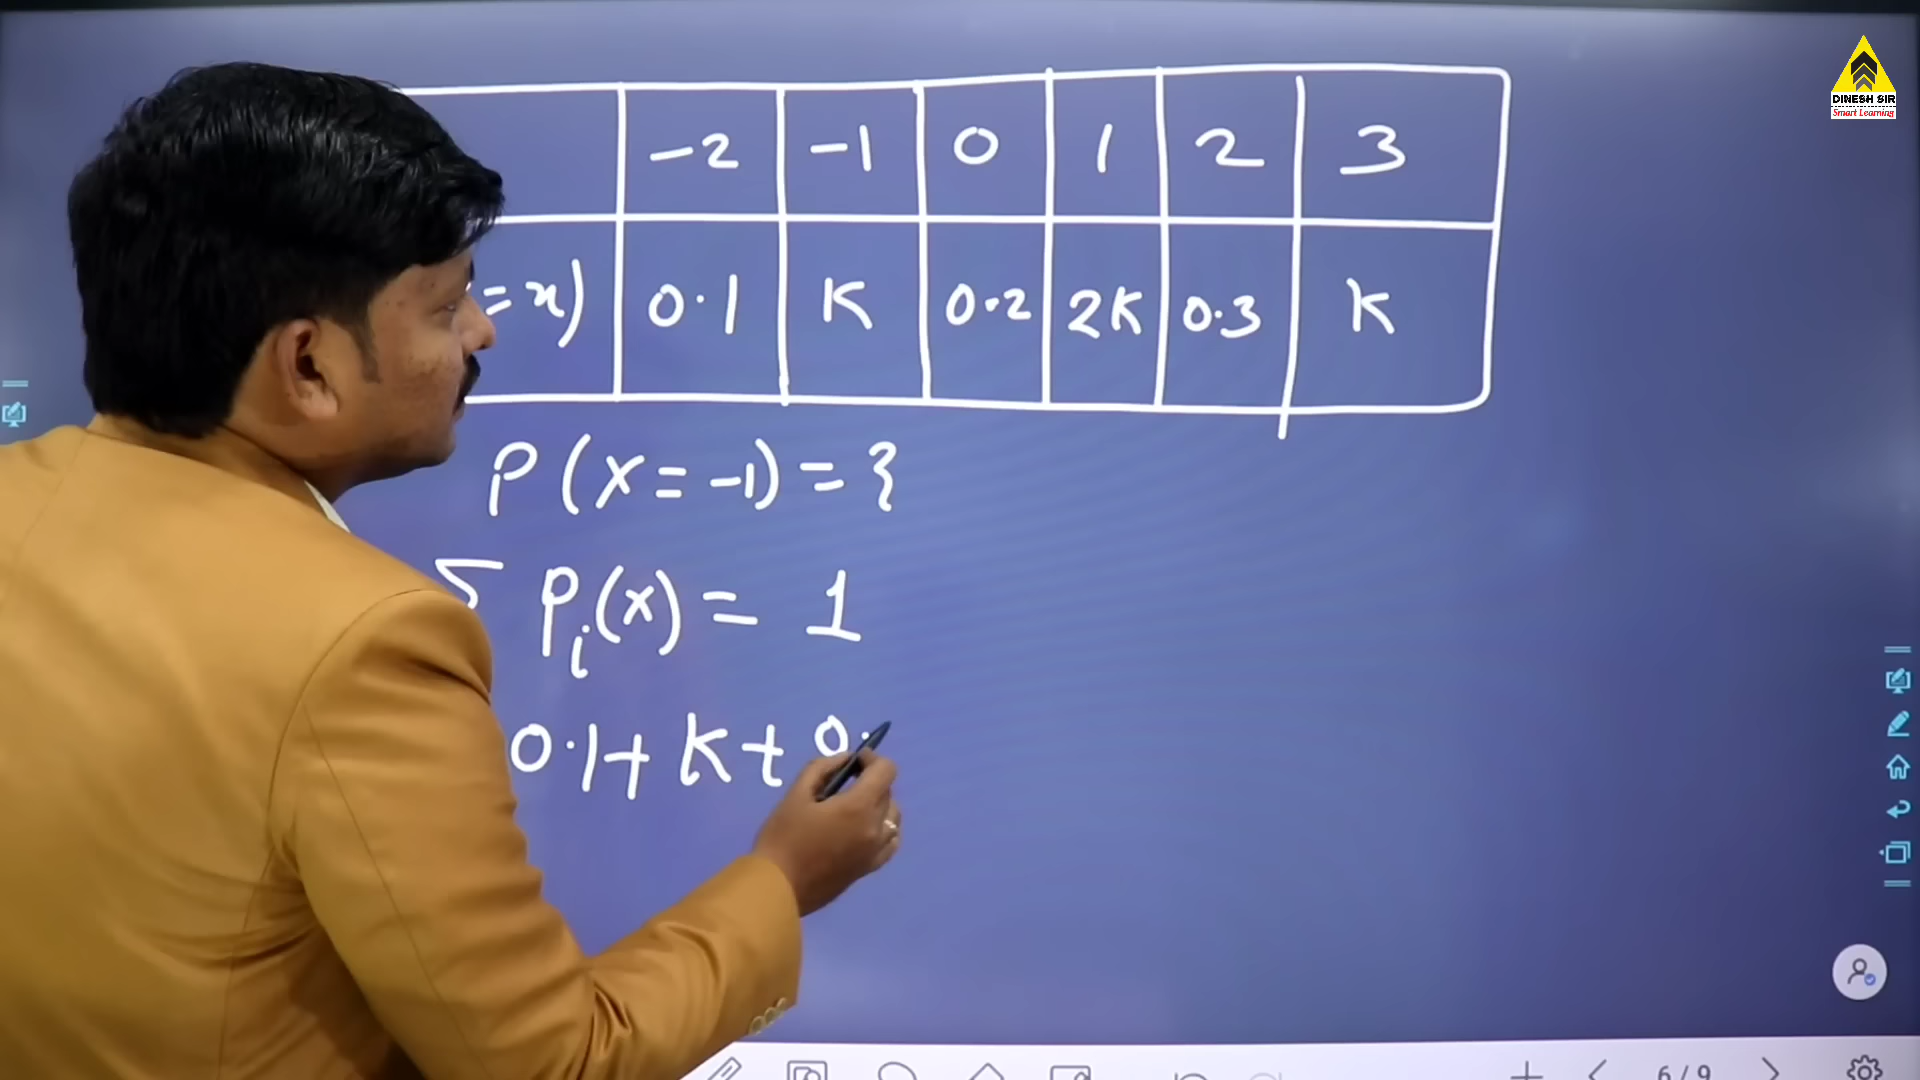 DINESH SIR
Smart Learning
-2 -1 0 1 2 3
=x) 0.1 K 0.2 2K 0.3 K
P(X=-1)=?
Σ Pi(x) = 1
0.1+ K+ 0.
6/9